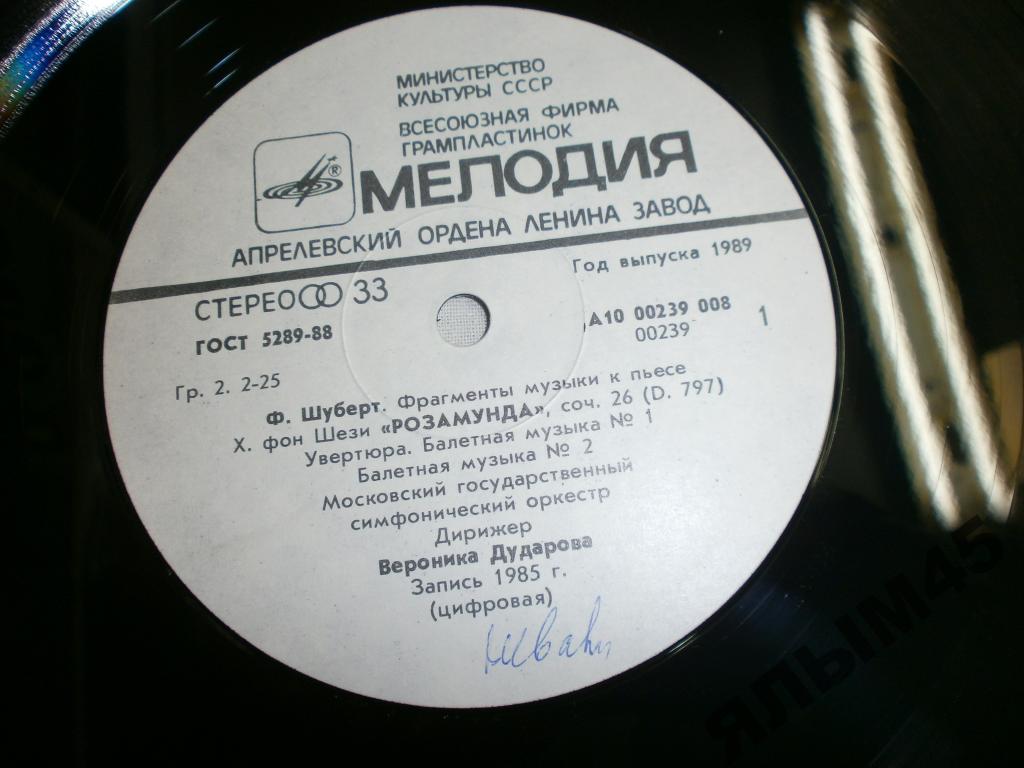 МИНИСТЕРСТВО
КУЛЬТУРЫ СССР
ВСЕСОЮЗНАЯ ФИРМА
ГРАМПЛАСТИНОК
МЕЛОДИЯ
®
АПРЕЛЕВСКИЙ ОРДЕНА ЛЕНИНА ЗАВОД
СТЕРЕО 33
Год выпуска 1989
ГОСТ 5289-88
А10 00239 008
00239
1
Гр. 2. 2-25
Ф. Шуберт. Фрагменты музыки к пьесе
Х. фон Шези «РОЗАМУНДА», соч. 26 (D. 797)
Увертюра. Балетная музыка № 1
Балетная музыка № 2
Московский государственный
симфонический оркестр
Дирижер
Вероника Дударова
Запись 1985 г.
(цифровая)
ЯЛЫМ45